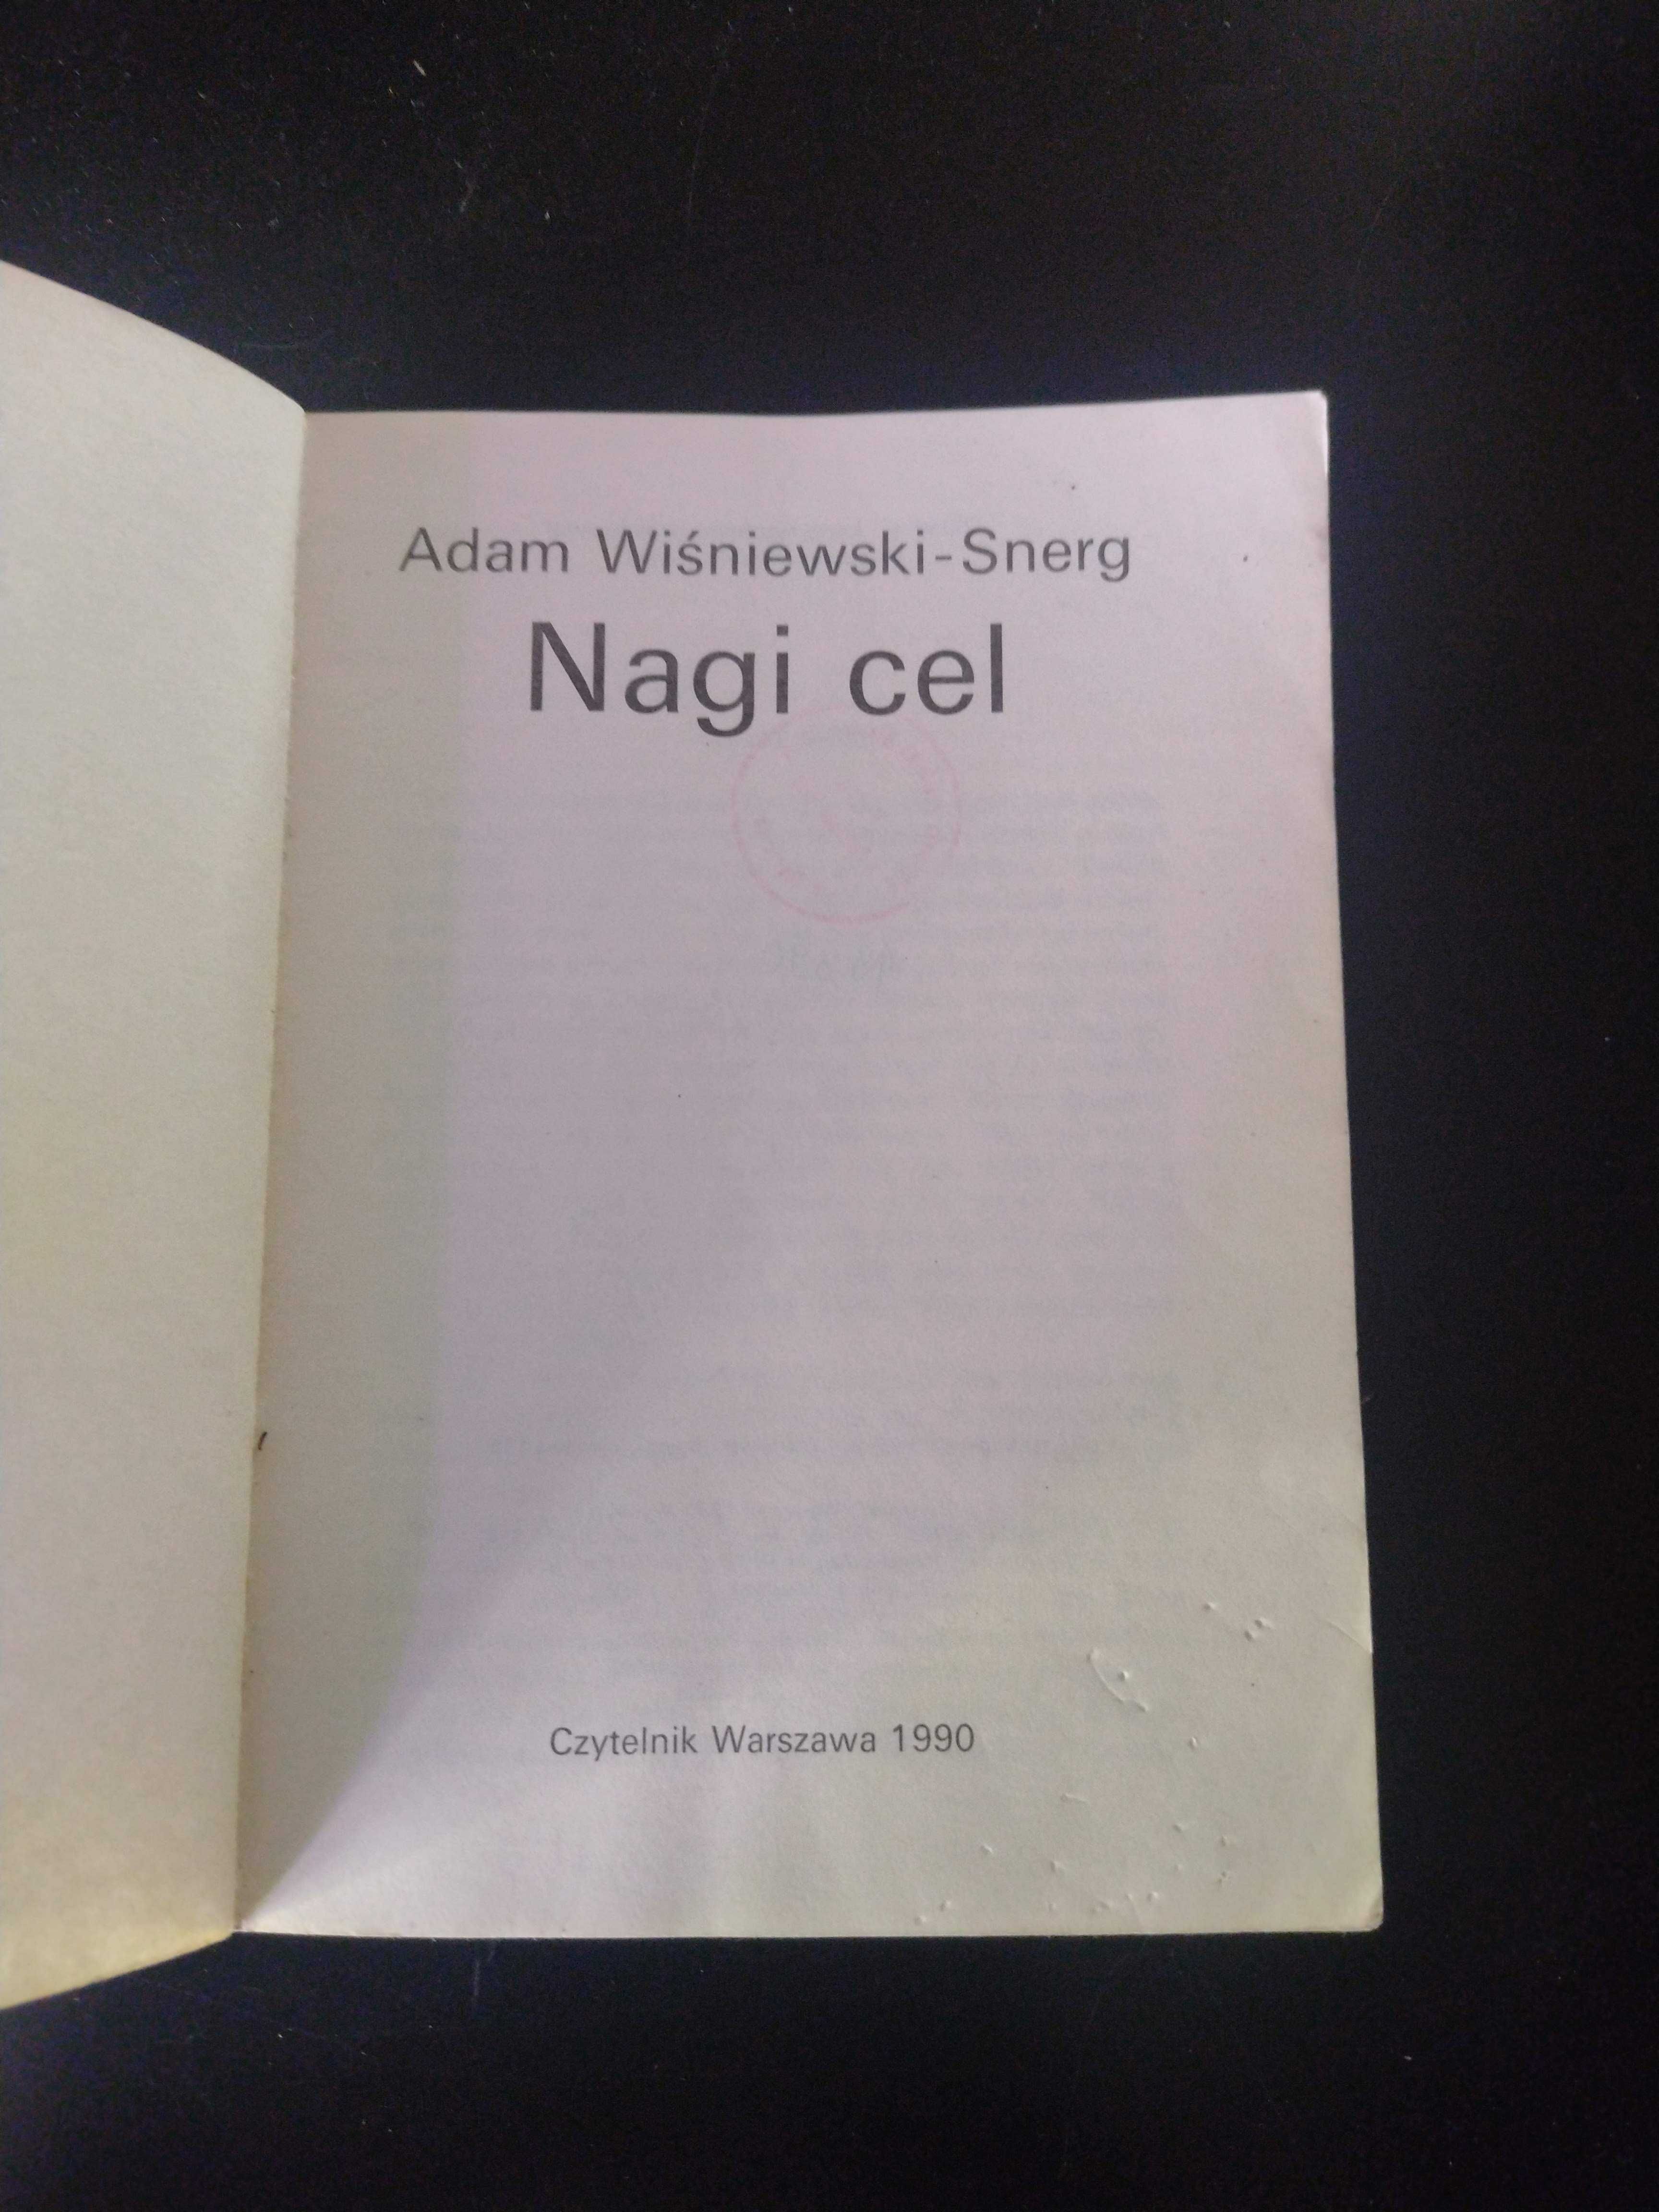 Adam Wiśniewski-Snerg
Nagi cel
Czytelnik Warszawa 1990